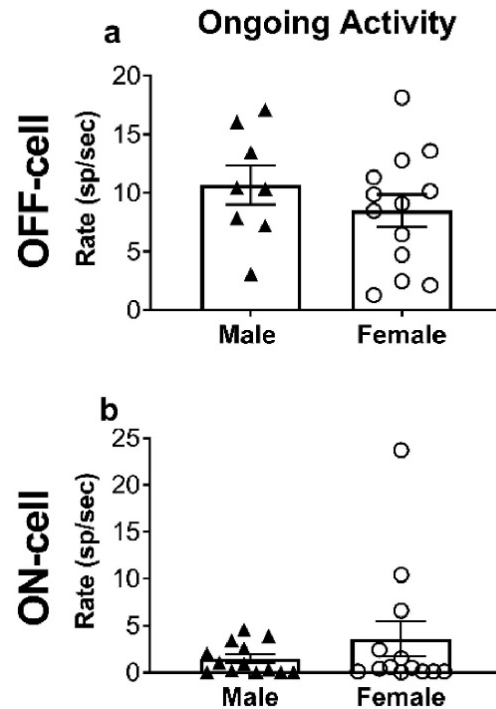 Ongoing Activity
a
OFF-cell
Rate (sp/sec)
20
15
10
5
0
Male Female
b
ON-cell
Rate (sp/sec)
25
20
15
10
5
0
Male Female